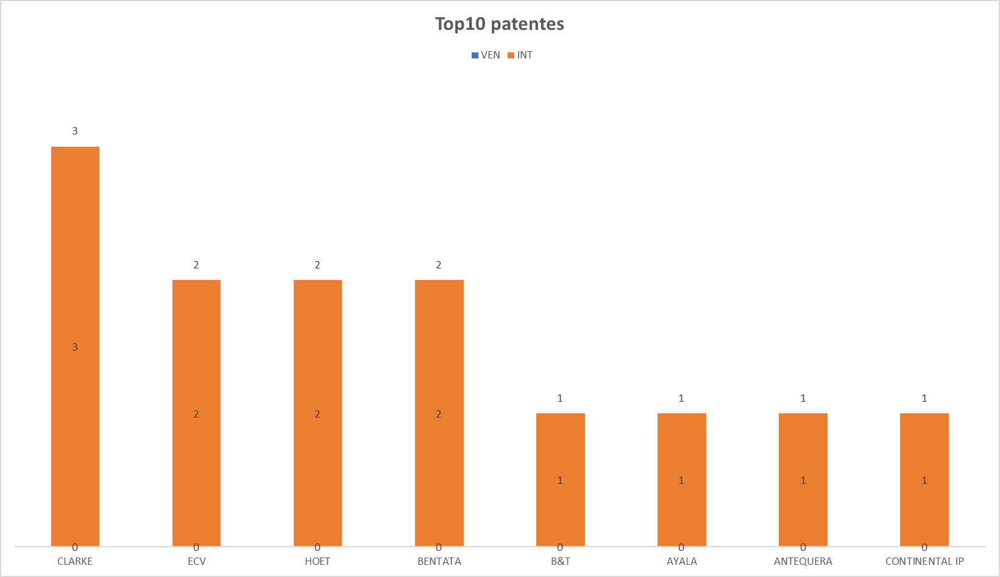 Top10 patentes
VEN INT
3
2 2 2
3
1 1 1 1
2 2 2
1 1 1 1
0 0 0 0 0 0 0 0
CLARKE ECV HOET BENTATA B&T AYALA ANTEQUERA CONTINENTAL IP